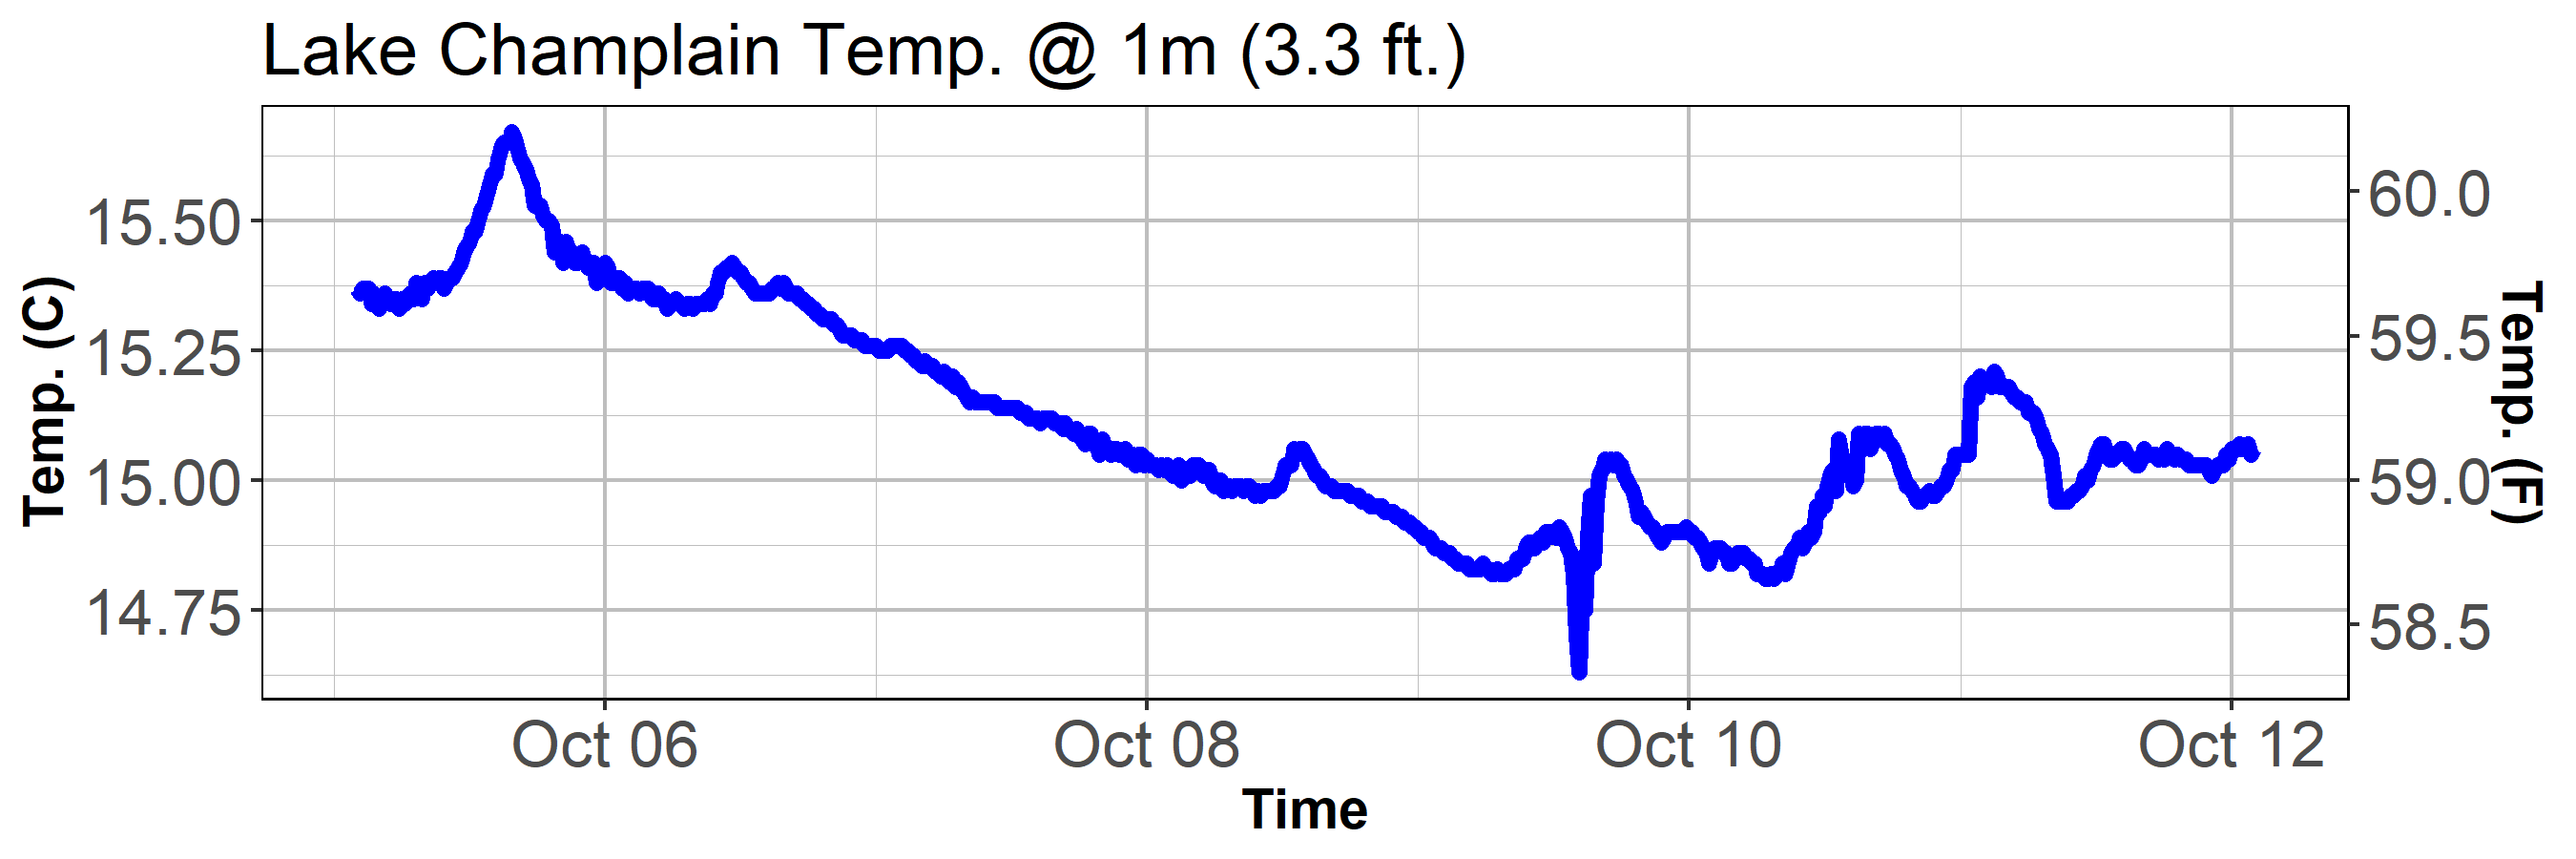 Lake Champlain Temp. @ 1m (3.3 ft.)
Temp. (C)
15.50
15.25
15.00
14.75
60.0
59.5
59.0
58.5
Temp. (F)
Oct 06 Oct 08 Oct 10 Oct 12
Time